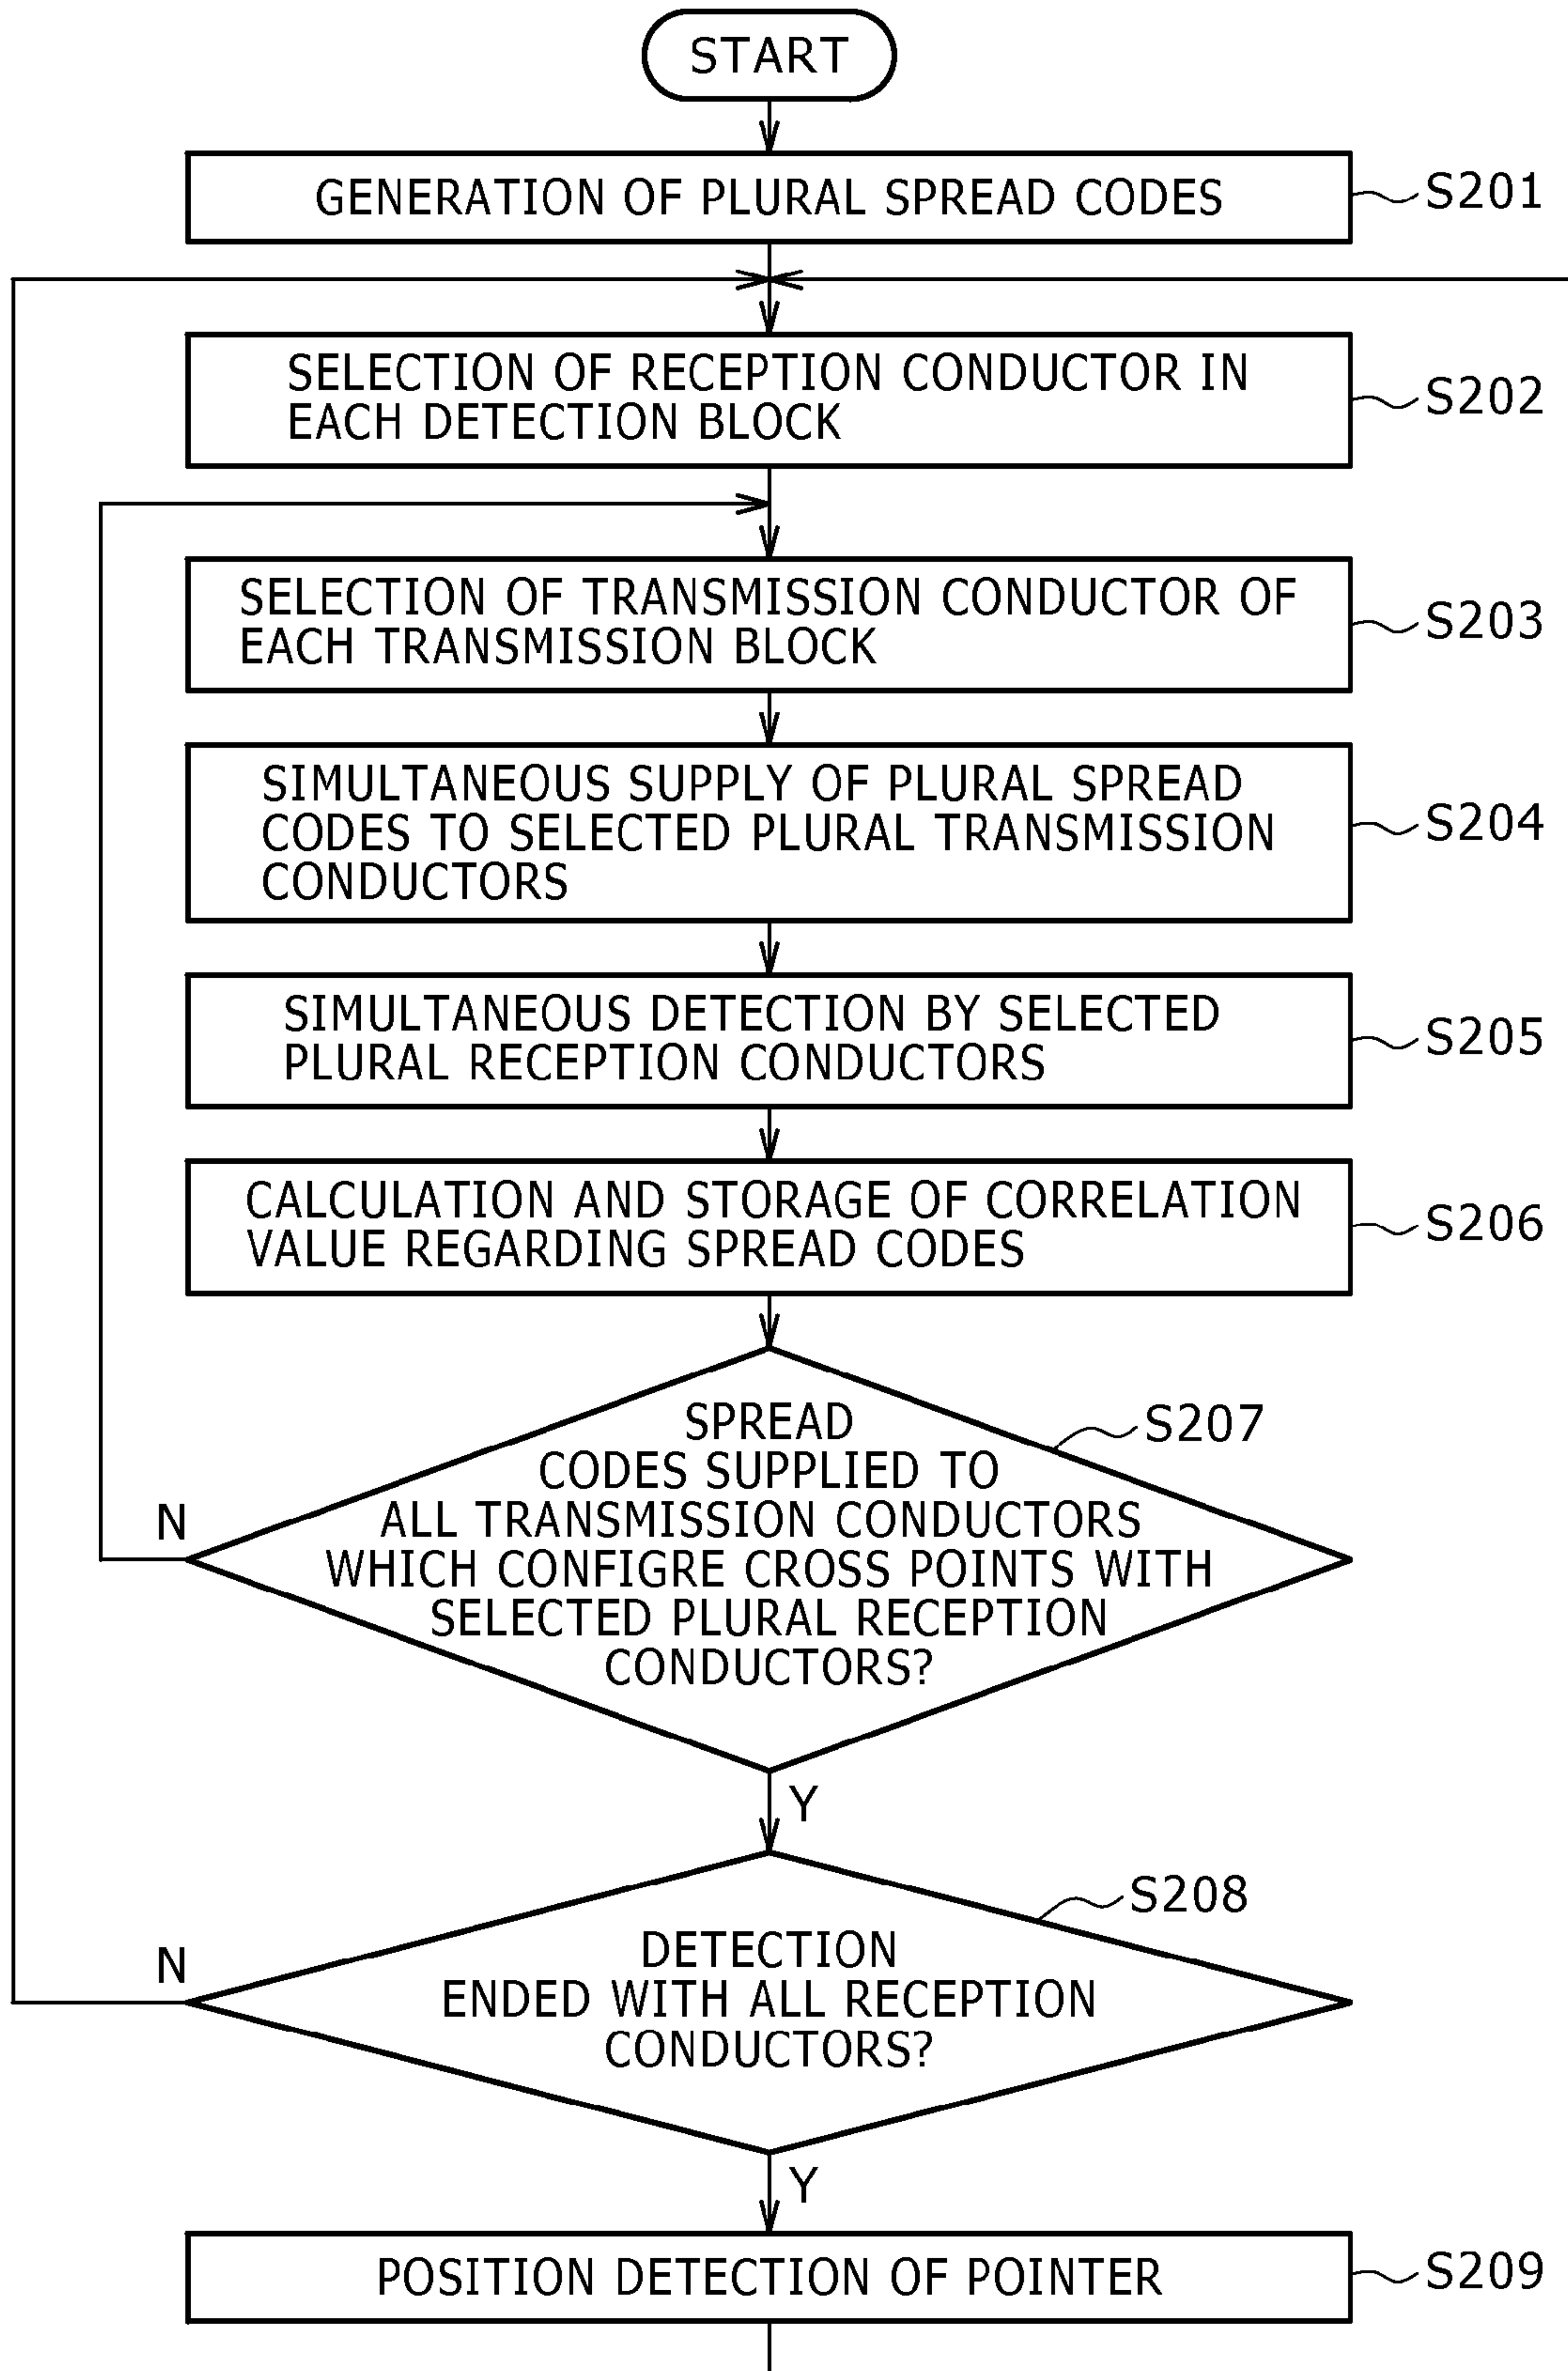 START
GENERATION OF PLURAL SPREAD CODES
S201
SELECTION OF RECEPTION CONDUCTOR IN
EACH DETECTION BLOCK
S202
SELECTION OF TRANSMISSION CONDUCTOR OF
EACH TRANSMISSION BLOCK
S203
SIMULTANEOUS SUPPLY OF PLURAL SPREAD
CODES TO SELECTED PLURAL TRANSMISSION
CONDUCTORS
S204
SIMULTANEOUS DETECTION BY SELECTED
PLURAL RECEPTION CONDUCTORS
S205
CALCULATION AND STORAGE OF CORRELATION
VALUE REGARDING SPREAD CODES
S206
SPREAD
CODES SUPPLIED TO
ALL TRANSMISSION CONDUCTORS
WHICH CONFIGRE CROSS POINTS WITH
SELECTED PLURAL RECEPTION
CONDUCTORS?
S207
N
Y
DETECTION
ENDED WITH ALL RECEPTION
CONDUCTORS?
S208
N
Y
POSITION DETECTION OF POINTER
S209